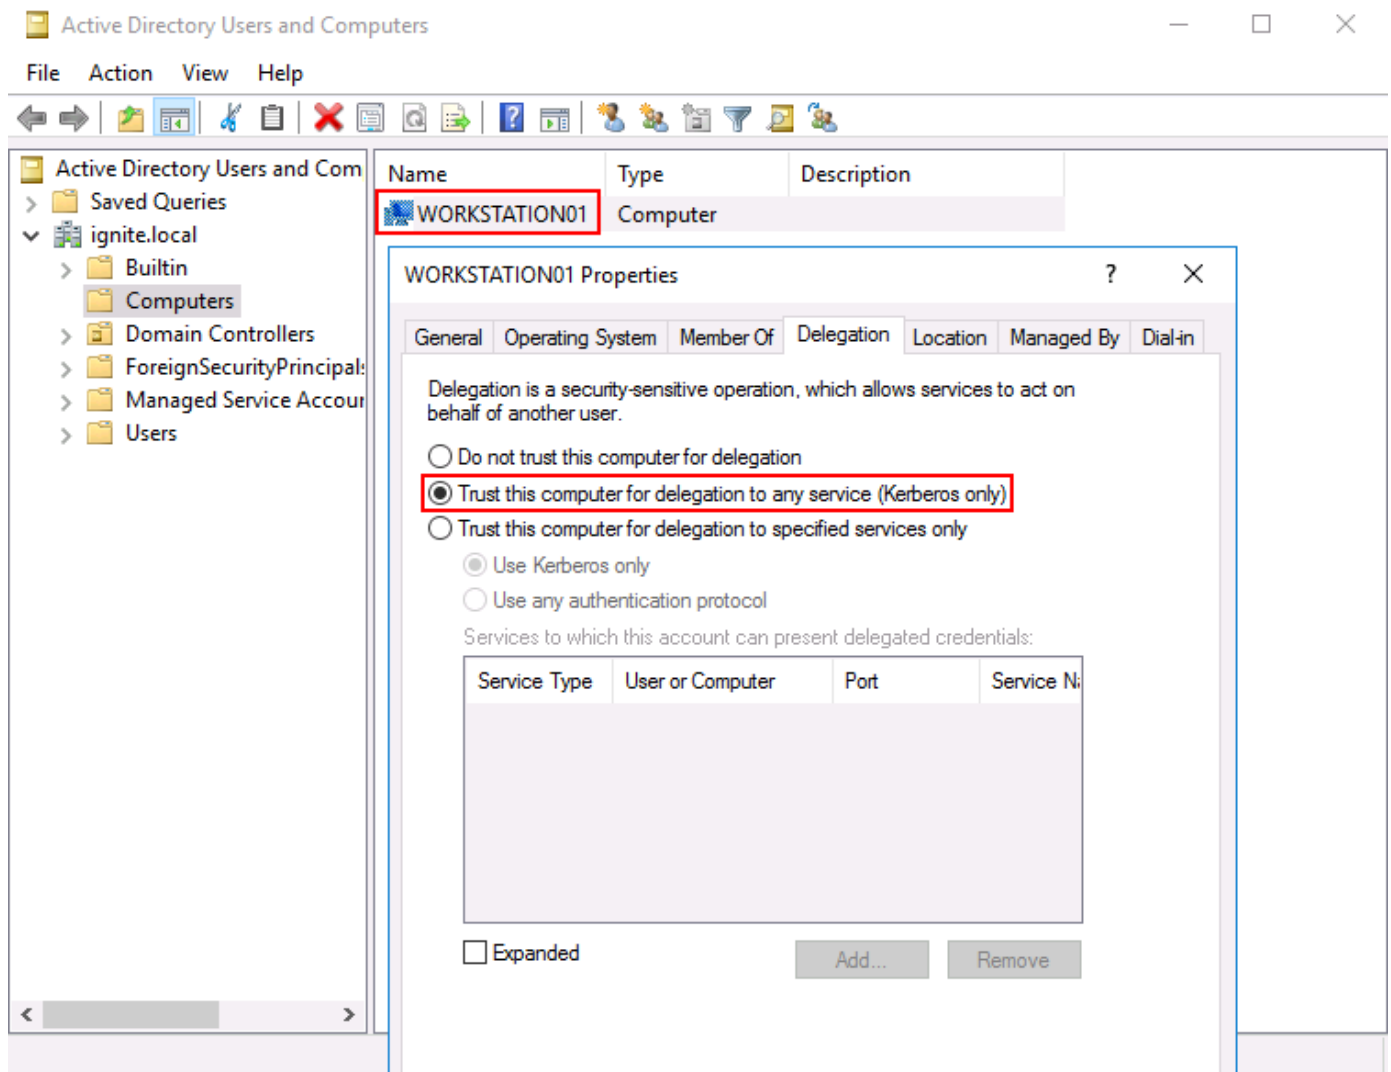 Active Directory Users and Computers
File Action View Help
Active Directory Users and Com
Saved Queries
ignite.local
Builtin
Computers
Domain Controllers
ForeignSecurityPrincipals
Managed Service Accour
Users
Name Type Description
WORKSTATION01 Computer
WORKSTATION01 Properties
General Operating System Member Of Delegation Location Managed By Dial-in
Delegation is a security-sensitive operation, which allows services to act on
behalf of another user.
Do not trust this computer for delegation
Trust this computer for delegation to any service (Kerberos only)
Trust this computer for delegation to specified services only
Use Kerberos only
Use any authentication protocol
Services to which this account can present delegated credentials:
Service Type User or Computer Port Service Na
Expanded Add... Remove